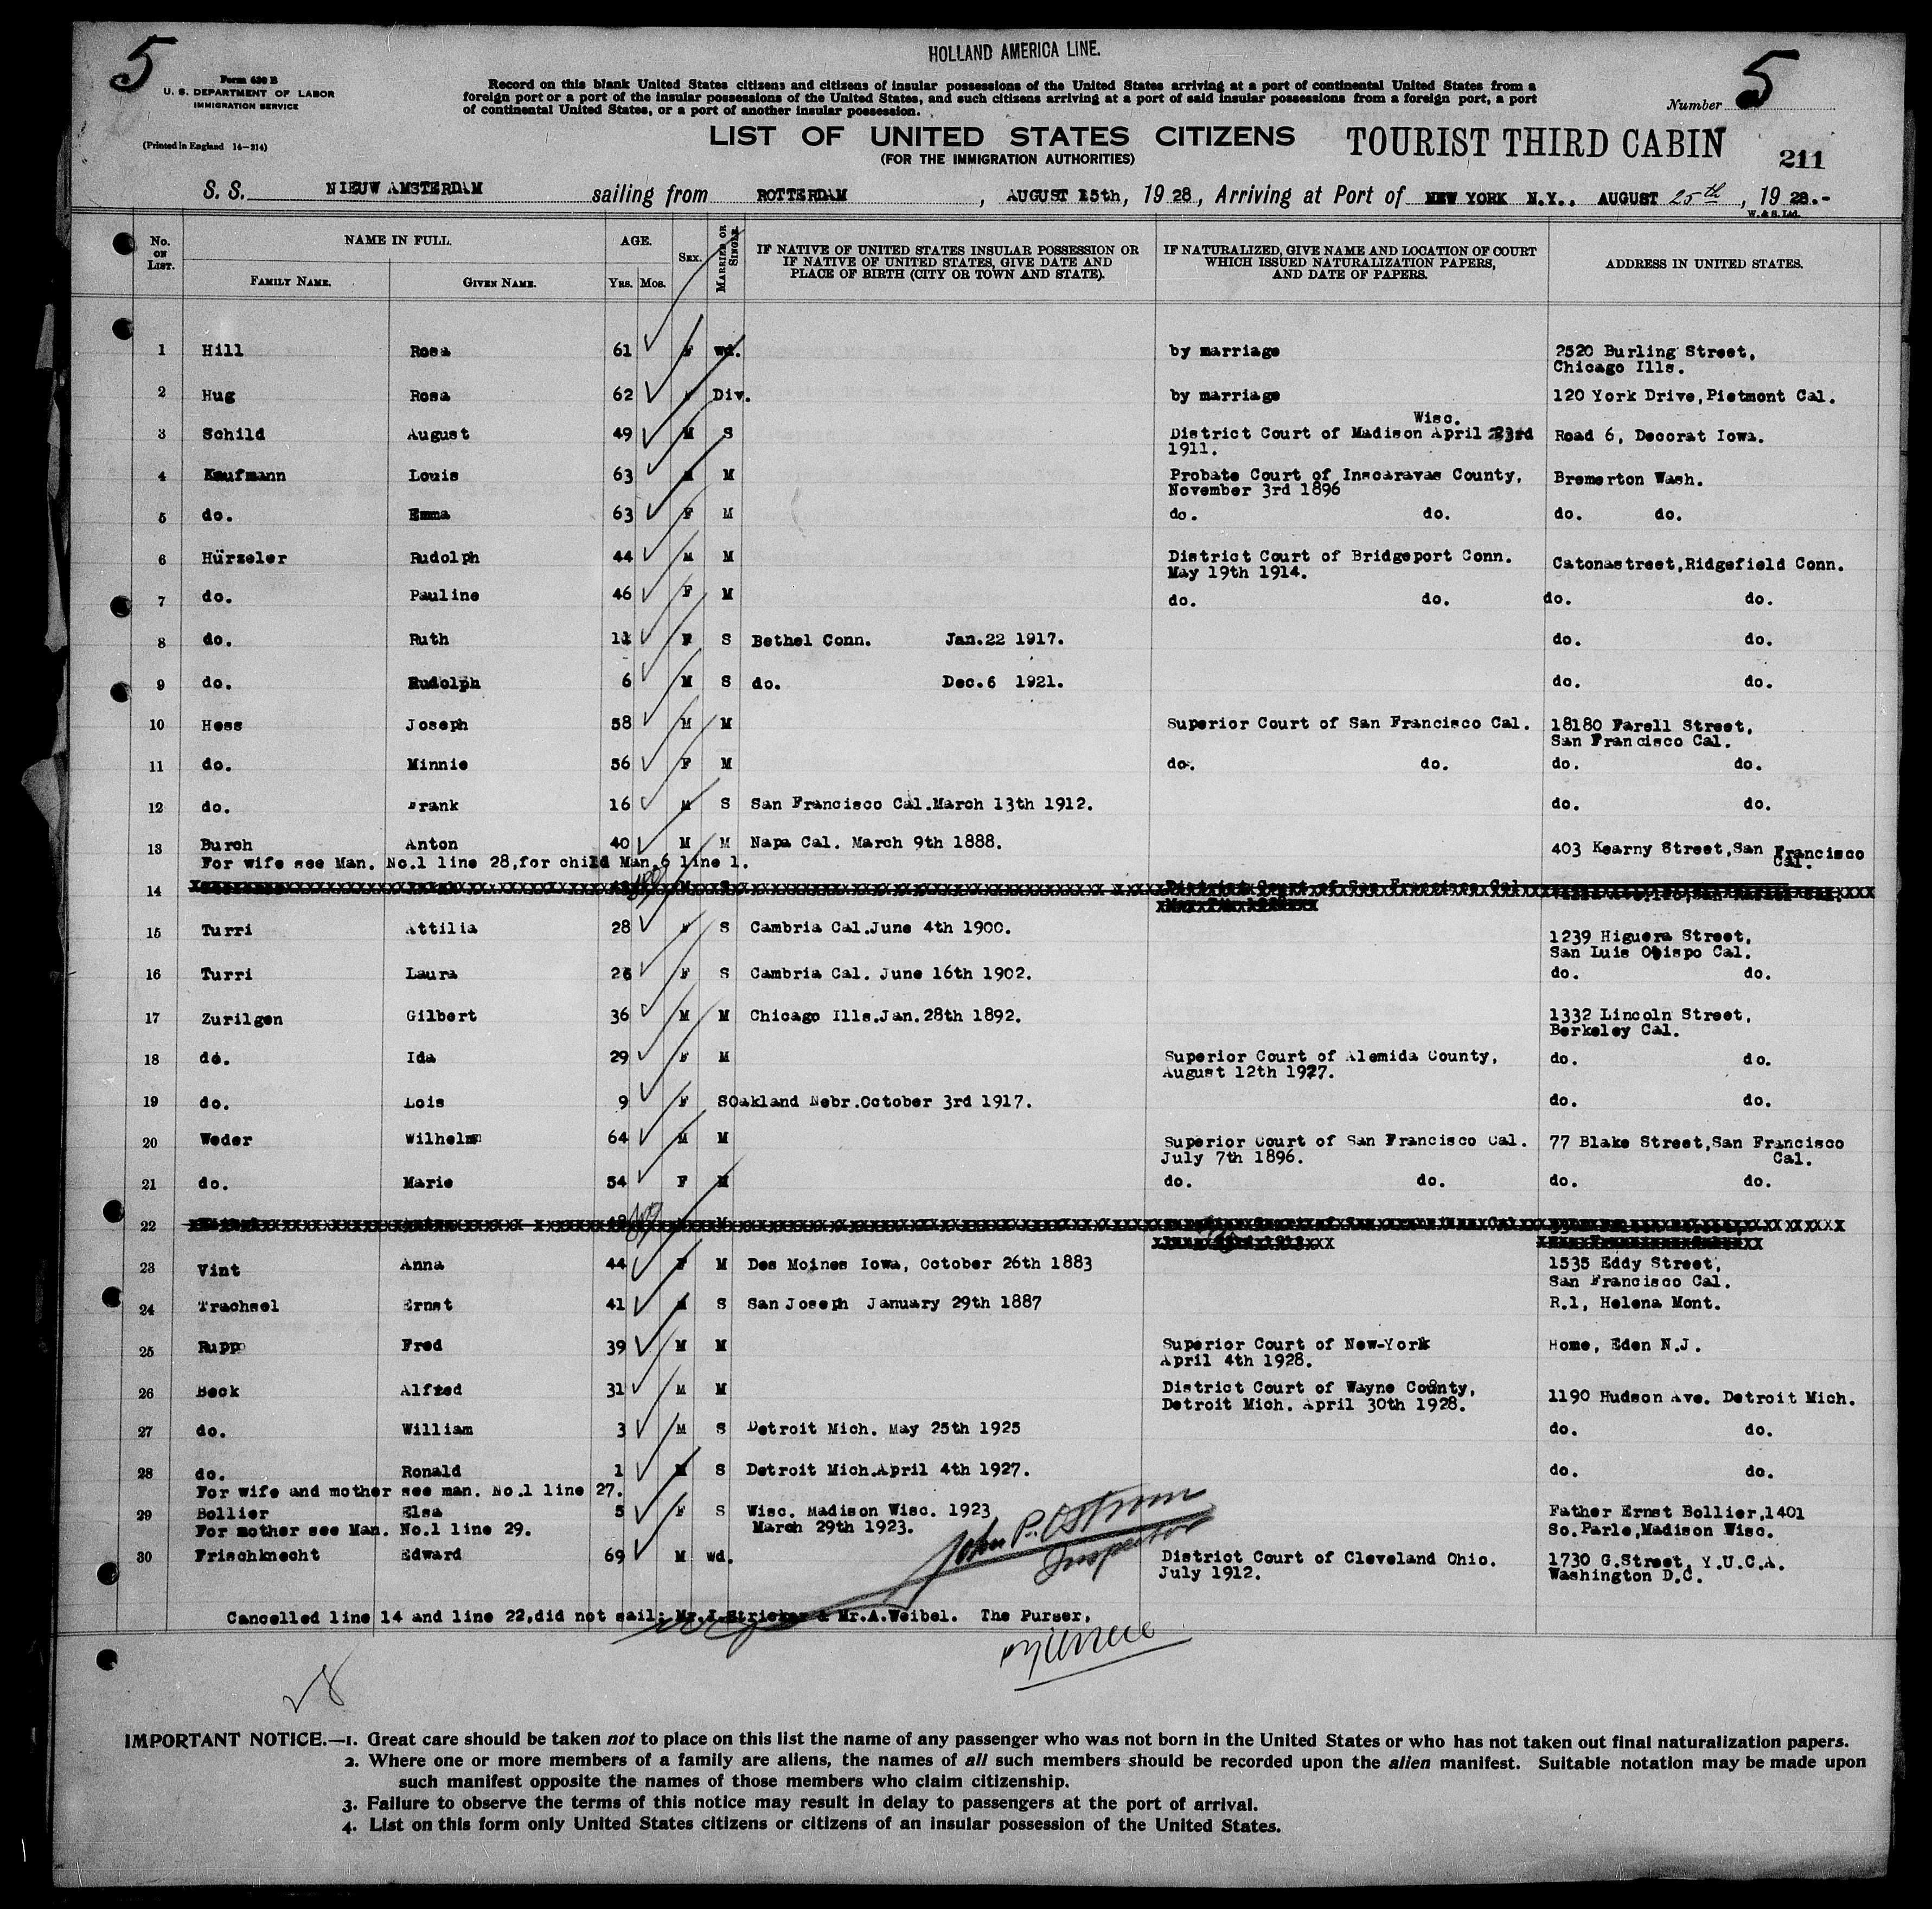 5
HOLLAND AMERICA LINE.
5
Form 630 B
U. S. DEPARTMENT OF LABOR
IMMIGRATION SERVICE
(Printed in England 14—214)
Record on this blank United States citizens and citizens of insular possessions of the United States arriving at a port of continental United States from a
foreign port or a port of the insular possessions of the United States, and such citizens arriving at a port of said insular possessions from a foreign port, a port
of continental United States, or a port of another insular possession.
Number
LIST OF UNITED STATES CITIZENS TOURIST THIRD CABIN
(FOR THE IMMIGRATION AUTHORITIES)
211
S. S. NIEUW AMSTERDAM sailing from ROTTERDAM, AUGUST 15th, 1928, Arriving at Port of NEW YORK N.Y., AUGUST 25th, 1928.-
W. & S. Ltd.
No. ON LIST. NAME IN FULL. AGE. SEX. MARRIED OR SINGLE. IF NATIVE OF UNITED STATES INSULAR POSSESSION OR IF NATIVE OF UNITED STATES, GIVE DATE AND PLACE OF BIRTH (CITY OR TOWN AND STATE). IF NATURALIZED, GIVE NAME AND LOCATION OF COURT WHICH ISSUED NATURALIZATION PAPERS, AND DATE OF PAPERS. ADDRESS IN UNITED STATES.
FAMILY NAME. GIVEN NAME. YRS. MOS.
1 Hill Rosa 61 F wd. by marriage 2520 Burling Street,
Chicago Ills.
2 Hug Rosa 62 Div. by marriage 120 York Drive,Pietmont Cal.
Wisc.
3 Schild August 49 M S District Court of Madison April 23rd Road 6, Decorat Iowa.
1911.
4 Kaufmann Louis 63 M M Probate Court of Inscaravas County, Bremerton Wash.
November 3rd 1896
5 do. Emma 63 F M do. do. do. do.
6 Hürzeler Rudolph 44 M M District Court of Bridgeport Conn. Catonastreet,Ridgefield Conn.
May 19th 1914.
7 do. Pauline 46 F M do. do. do. do.
8 do. Ruth 11 F S Bethel Conn. Jan.22 1917. do. do.
9 do. Rudolph 6 M S do. Dec.6 1921. do. do.
10 Hess Joseph 58 M M Superior Court of San Francisco Cal. 18180 Farell Street,
San Francisco Cal.
11 do. Minnie 56 F M do. do. do. do.
12 do. Frank 16 M S San Francisco Cal.March 13th 1912. do. do.
13 Burch Anton 40 M M Napa Cal. March 9th 1888. 403 Kearny Street,San Francisco
Cal.
For wife see Man. No.1 line 28,for child Man.6 line 1.
14
15 Turri Attilia 28 F S Cambria Cal.June 4th 1900. 1239 Higuera Street,
San Luis Obispo Cal.
16 Turri Laura 26 F S Cambria Cal. June 16th 1902. do. do.
17 Zurilgen Gilbert 36 M M Chicago Ills.Jan.28th 1892. 1332 Lincoln Street,
Berkeley Cal.
18 do. Ida 29 F M Superior Court of Alemida County, do. do.
August 12th 1927.
19 do. Lois 9 F S Oakland Nebr.October 3rd 1917. do. do.
20 Weder Wilhelm 64 M M Superior Court of San Francisco Cal. 77 Blake Street,San Francisco
July 7th 1896. Cal.
21 do. Marie 54 F M do. do. do. do.
22
23 Vint Anna 44 F M Des Moines Iowa, October 26th 1883 1535 Eddy Street,
San Francisco Cal.
24 Trachsel Ernst 41 M S San Joseph January 29th 1887 R.1, Helena Mont.
25 Rupp Fred 39 M M Superior Court of New-York Home, Eden N.J.
April 4th 1928.
26 Beck Alfred 31 M M District Court of Wayne County, 1190 Hudson Ave. Detroit Mich.
Detroit Mich. April 30th 1928.
27 do. William 3 M S Detroit Mich. May 25th 1925 do. do.
28 do. Ronald 1 M S Detroit Mich.April 4th 1927. do. do.
For wife and mother see man. No.1 line 27.
29 Bollier Elsa 5 F S Wisc. Madison Wisc. 1923 Father Ernst Bollier,1401
For mother see Man. No.1 line 29. March 29th 1923. So. Parle,Madison Wisc.
30 Frischknecht Edward 69 M wd. District Court of Cleveland Ohio. 1730 G.Street, Y.U.C.A.
July 1912. Washington D.C.
John P. Ostrom
Inspector
Cancelled line 14 and line 22,did not sail: Mr.I.Stricker & Mr.A.Weibel. The Purser,
IMPORTANT NOTICE.—1. Great care should be taken not to place on this list the name of any passenger who was not born in the United States or who has not taken out final naturalization papers.
2. Where one or more members of a family are aliens, the names of all such members should be recorded upon the alien manifest. Suitable notation may be made upon
such manifest opposite the names of those members who claim citizenship.
3. Failure to observe the terms of this notice may result in delay to passengers at the port of arrival.
4. List on this form only United States citizens or citizens of an insular possession of the United States.